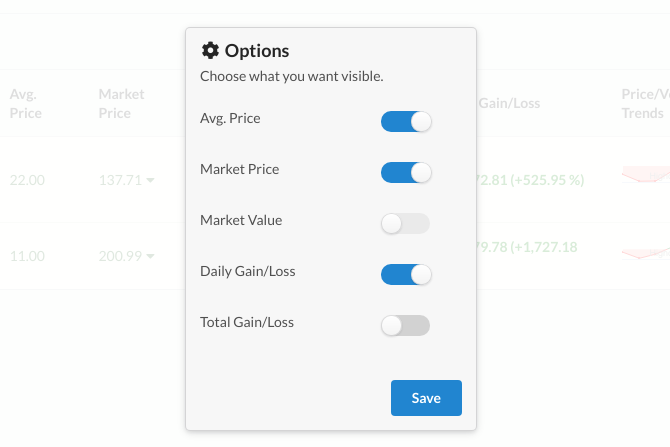 Options
Choose what you want visible.
Avg. Price
Market Price
Market Value
Daily Gain/Loss
Total Gain/Loss
Save
Avg.
Price
Market
Price
Gain/Loss
Trends
22.00
137.71
72.81 (+525.95 %)
11.00
200.99
79.78 (+1,727.18